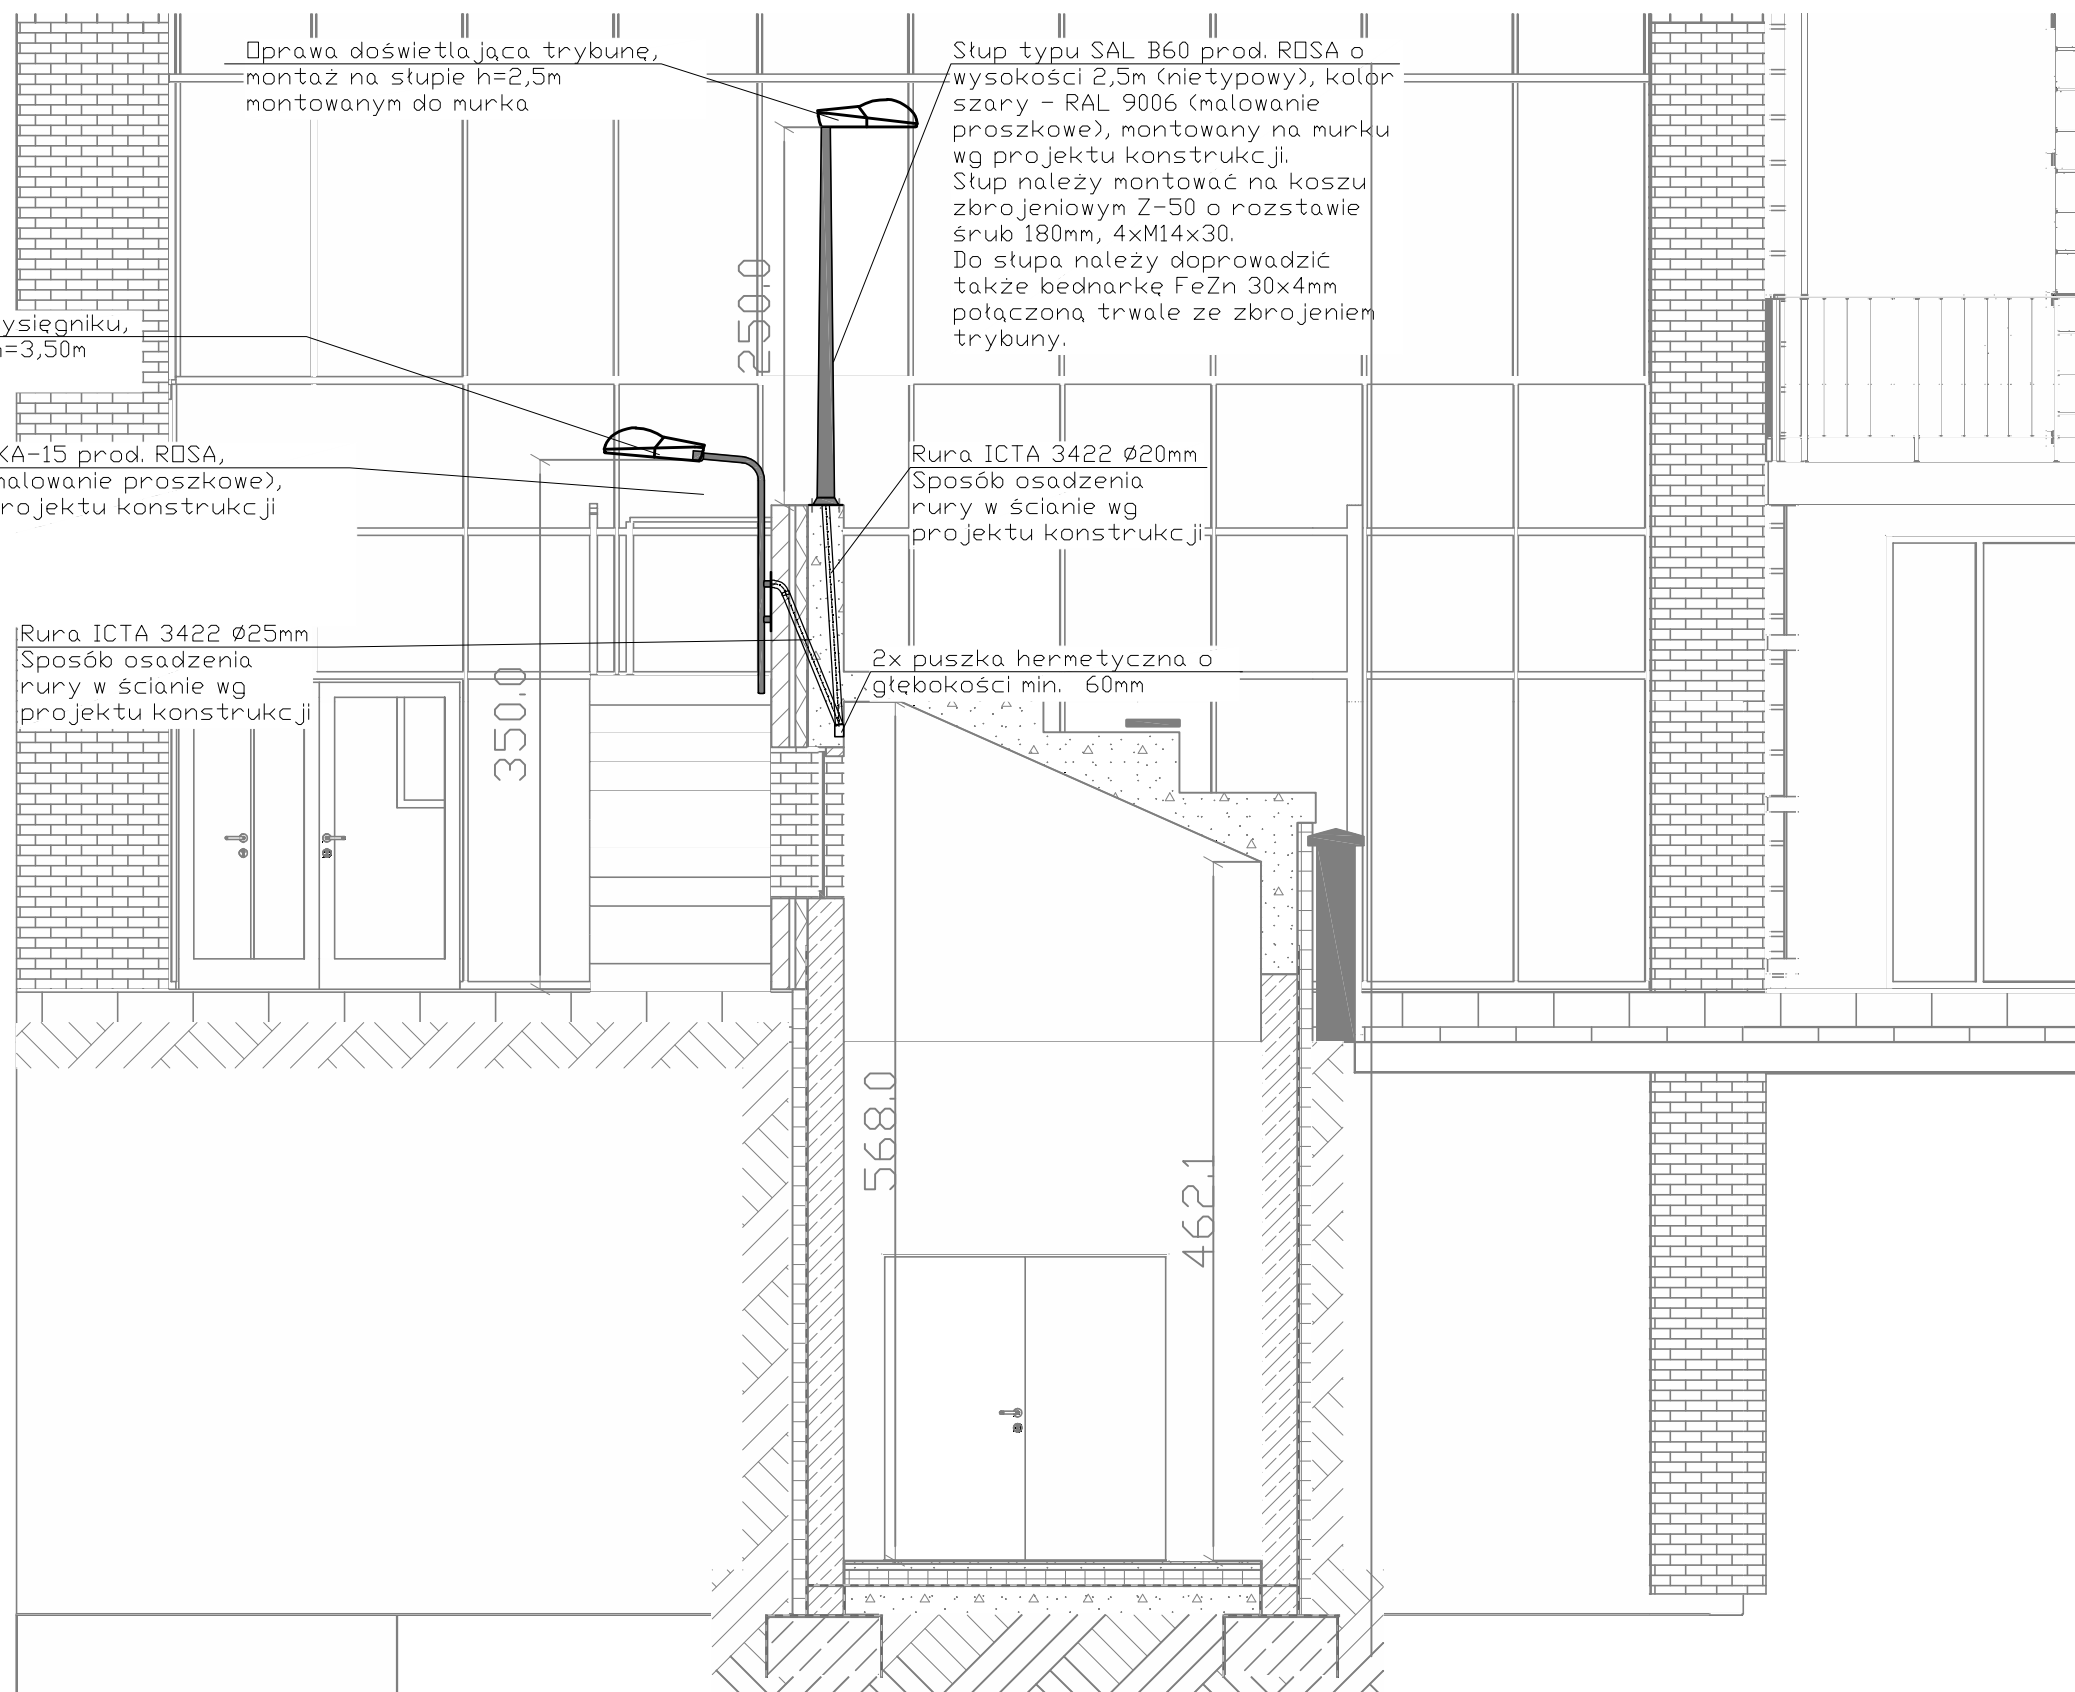 Oprawa doświetlająca trybunę,
montaż na słupie h=2,5m
montowanym do murka
Słup typu SAL B60 prod. ROSA o
wysokości 2,5m (nietypowy), kolor
szary - RAL 9006 (malowanie
proszkowe), montowany na murku
wg projektu konstrukcji.
Słup należy montować na koszu
zbrojeniowym Z-50 o rozstawie
śrub 180mm, 4xM14x30.
Do słupa należy doprowadzić
także bednarkę FeZn 30x4mm
połączoną trwale ze zbrojeniem
trybuny.
250.0
ysięgniku,
=3,50m
KA-15 prod. ROSA,
malowanie proszkowe),
rojektu konstrukcji
Rura ICTA 3422 ø20mm
Sposób osadzenia
rury w ścianie wg
projektu konstrukcji
Rura ICTA 3422 ø25mm
Sposób osadzenia
rury w ścianie wg
projektu konstrukcji
2x puszka hermetyczna o
głębokości min. 60mm
350.0
568.0
462.1